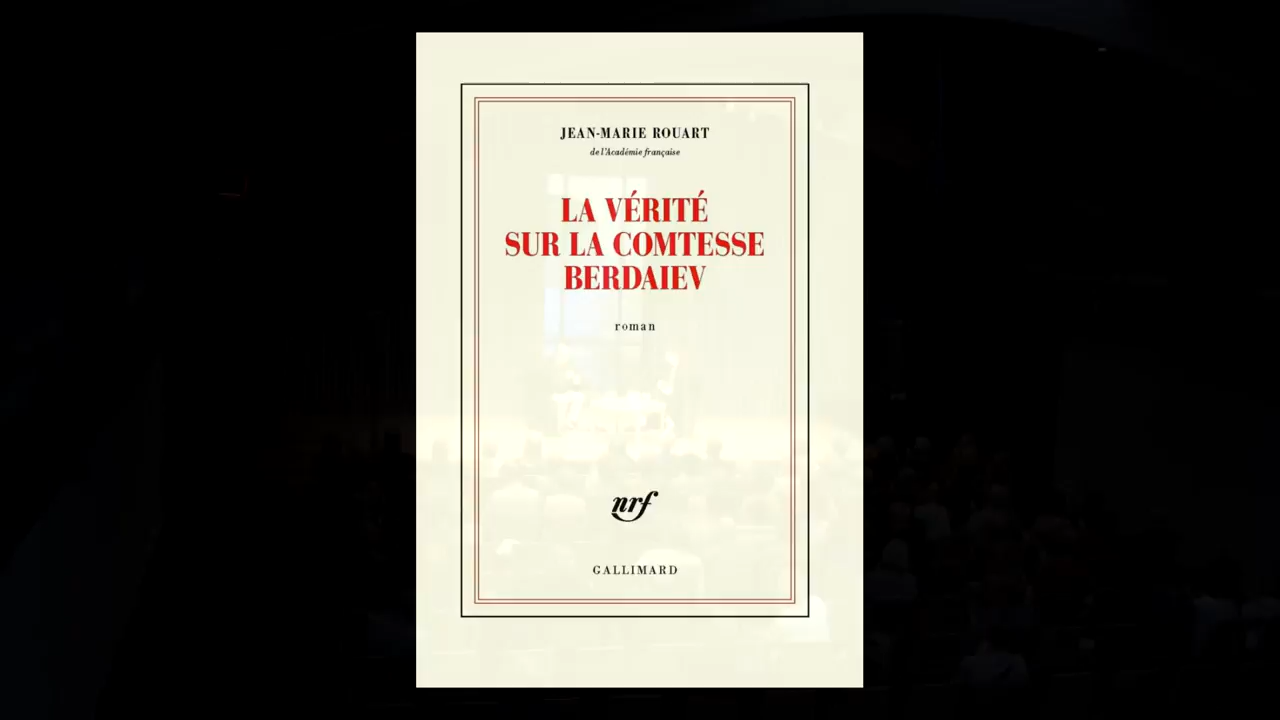 JEAN-MARIE ROUART
de l'Académie française
LA VÉRITÉ
SUR LA COMTESSE
BERDAIEV
roman
nrf
GALLIMARD